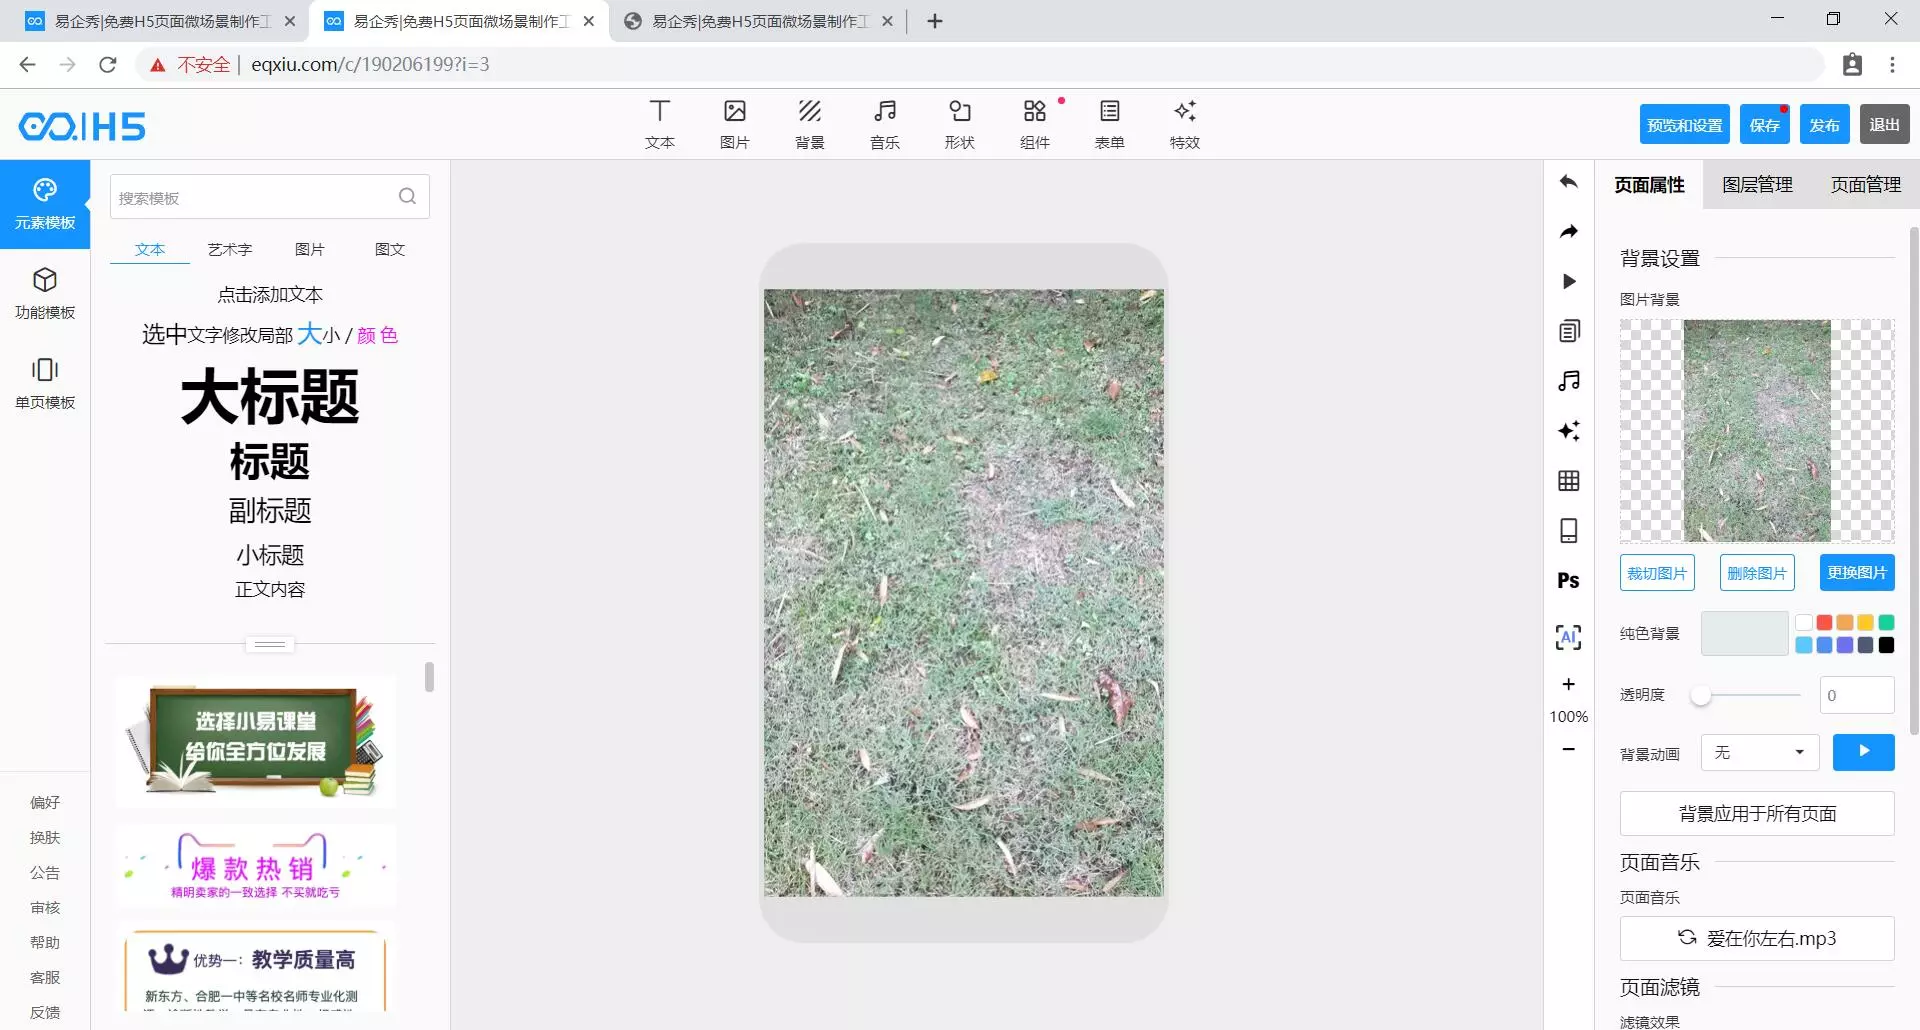 易企秀|免费H5页面微场景制作工
易企秀|免费H5页面微场景制作工
易企秀|免费H5页面微场景制作工
不安全 | eqxiu.com/c/190206199?i=3
H5
文本
图片
背景
音乐
形状
组件
表单
特效
预览和设置
保存
发布
退出
元素模板
功能模板
单页模板
偏好
换肤
公告
审核
帮助
客服
反馈
搜索模板
文本
艺术字
图片
图文
点击添加文本
选中文字修改局部 大小 / 颜 色
大标题
标题
副标题
小标题
正文内容
选择小易课堂
给你全方位发展
爆款热销
精明卖家的一致选择 不买就吃亏
优势一：教学质量高
新东方、合肥一中等名校名师专业化测
Ps
AI
100%
页面属性
图层管理
页面管理
背景设置
图片背景
裁切图片
删除图片
更换图片
纯色背景
透明度
0
背景动画
无
背景应用于所有页面
页面音乐
页面音乐
爱在你左右.mp3
页面滤镜
滤镜效果